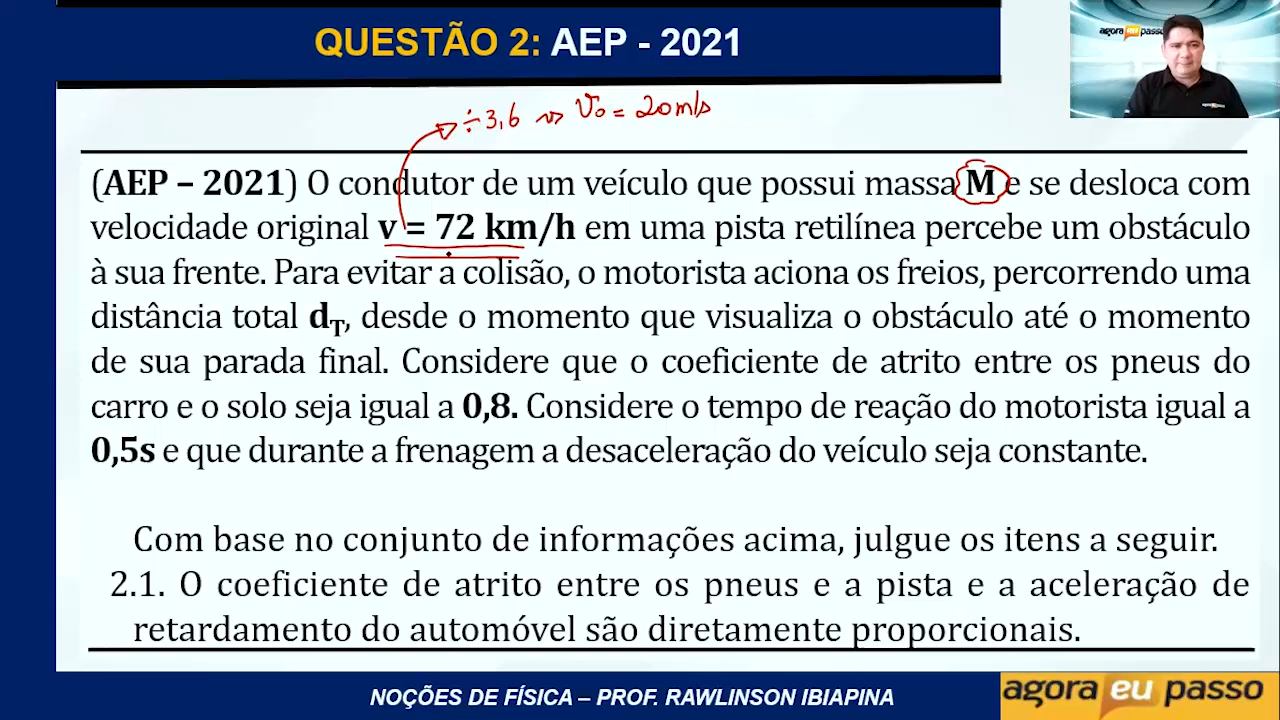 QUESTÃO 2: AEP - 2021
agora eu passo
÷3,6 ⇝ V₀ = 20m/s
(AEP – 2021) O condutor de um veículo que possui massa M e se desloca com
velocidade original v = 72 km/h em uma pista retilínea percebe um obstáculo
à sua frente. Para evitar a colisão, o motorista aciona os freios, percorrendo uma
distância total dT, desde o momento que visualiza o obstáculo até o momento
de sua parada final. Considere que o coeficiente de atrito entre os pneus do
carro e o solo seja igual a 0,8. Considere o tempo de reação do motorista igual a
0,5s e que durante a frenagem a desaceleração do veículo seja constante.
Com base no conjunto de informações acima, julgue os itens a seguir.
2.1. O coeficiente de atrito entre os pneus e a pista e a aceleração de
retardamento do automóvel são diretamente proporcionais.
NOÇÕES DE FÍSICA – PROF. RAWLINSON IBIAPINA
agora eu passo